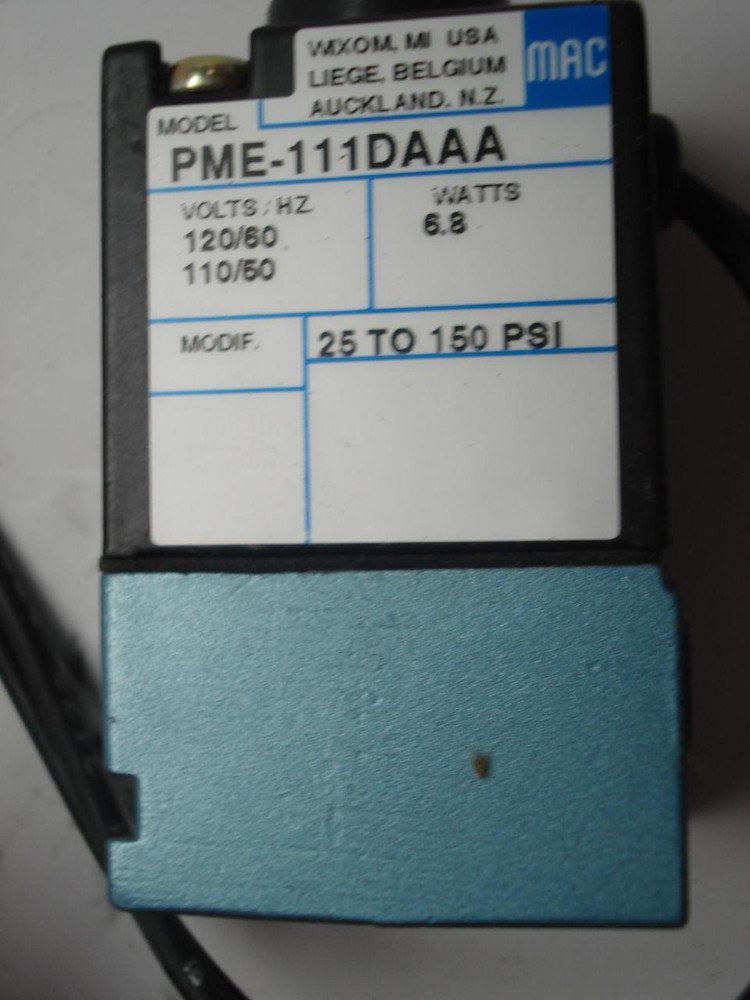 WIXOM, MI USA
LIEGE, BELGIUM
AUCKLAND, N.Z.
MAC
MODEL
PME-111DAAA
VOLTS / HZ
120/60
110/50
WATTS
6.8
MODIF.
25 TO 150 PSI